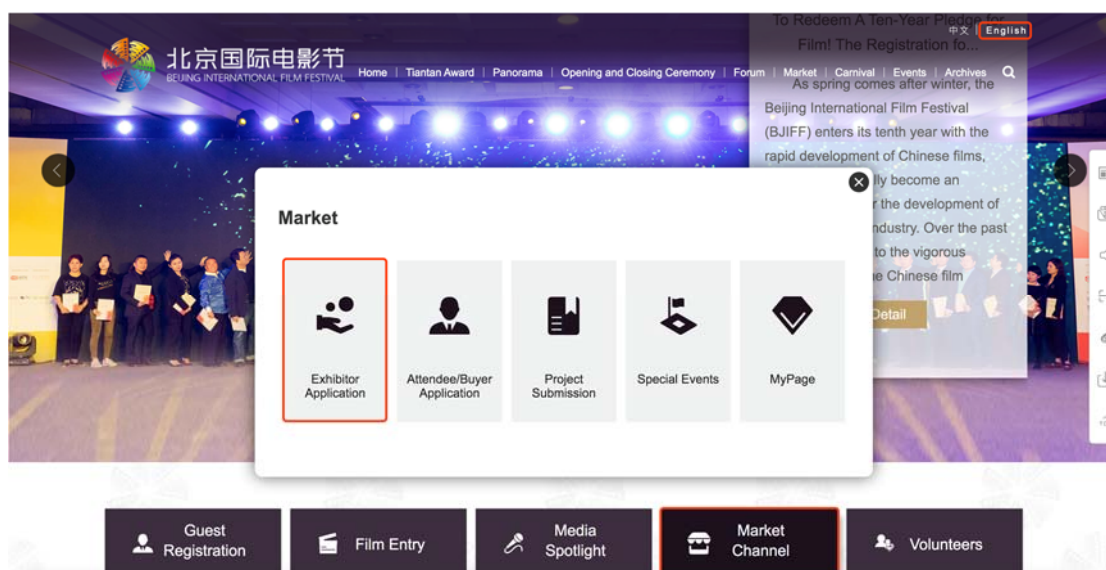 To Redeem A Ten-Year Pledge for
中文 | English
Film! The Registration fo...
北京国际电影节
BEIJING INTERNATIONAL FILM FESTIVAL
Home | Tiantan Award | Panorama | Opening and Closing Ceremony | Forum | Market | Carnival | Events | Archives
As spring comes after winter, the
Beijing International Film Festival
(BJIFF) enters its tenth year with the
rapid development of Chinese films,
lly become an
r the development of
ndustry. Over the past
to the vigorous
e Chinese film
Detail
Market
Exhibitor
Application
Attendee/Buyer
Application
Project
Submission
Special Events
MyPage
Guest
Registration
Film Entry
Media
Spotlight
Market
Channel
Volunteers